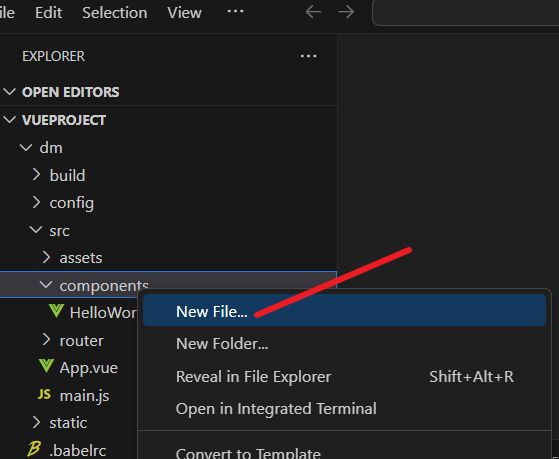 ile Edit Selection View ···
EXPLORER ···
OPEN EDITORS
VUEPROJECT
dm
build
config
src
assets
components
HelloWor
New File...
New Folder...
router
App.vue
Reveal in File Explorer Shift+Alt+R
JS main.js
Open in Integrated Terminal
static
.babelrc
Convert to Template